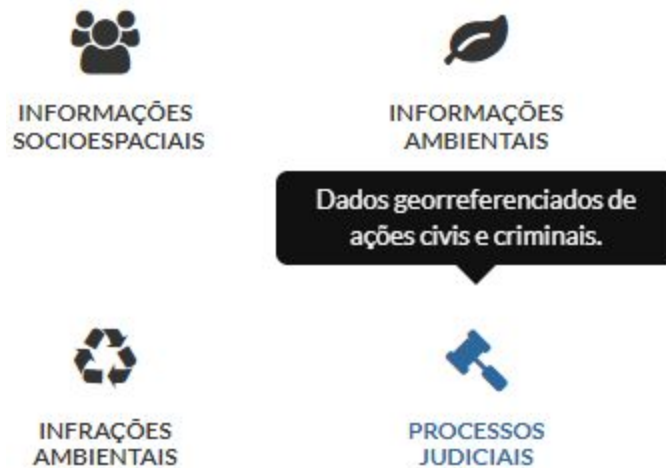 INFORMAÇÕES
SOCIOESPACIAIS
INFORMAÇÕES
AMBIENTAIS
Dados georreferenciados de
ações civis e criminais.
INFRAÇÕES
AMBIENTAIS
PROCESSOS
JUDICIAIS